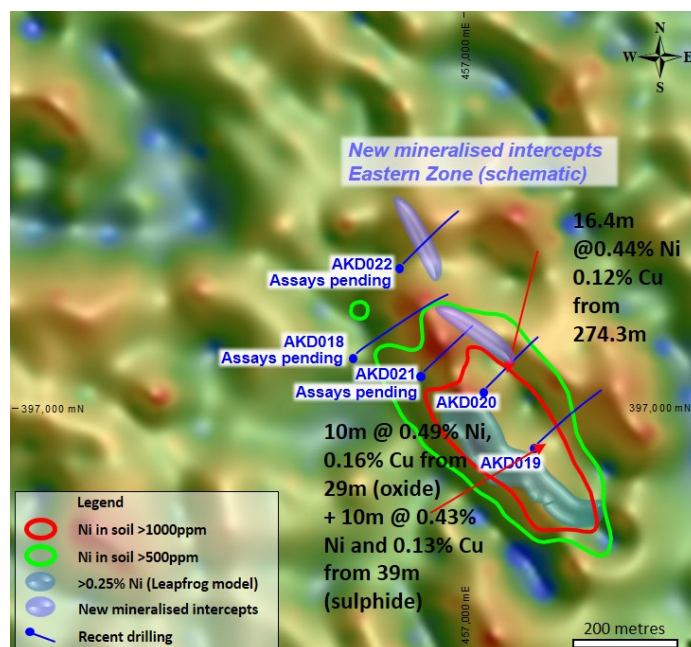 457,000 mE
N
W E
S
New mineralised intercepts
Eastern Zone (schematic)
16.4m
@0.44% Ni
0.12% Cu
from
274.3m
AKD022
Assays pending
AKD018
Assays pending
AKD021
Assays pending
AKD020
397,000 mN
397,000 mN
10m @ 0.49% Ni,
0.16% Cu from
29m (oxide)
+ 10m @ 0.43%
Ni and 0.13% Cu
from 39m
(sulphide)
AKD019
Legend
Ni in soil >1000ppm
Ni in soil >500ppm
>0.25% Ni (Leapfrog model)
New mineralised intercepts
Recent drilling
457,000 mE
200 metres